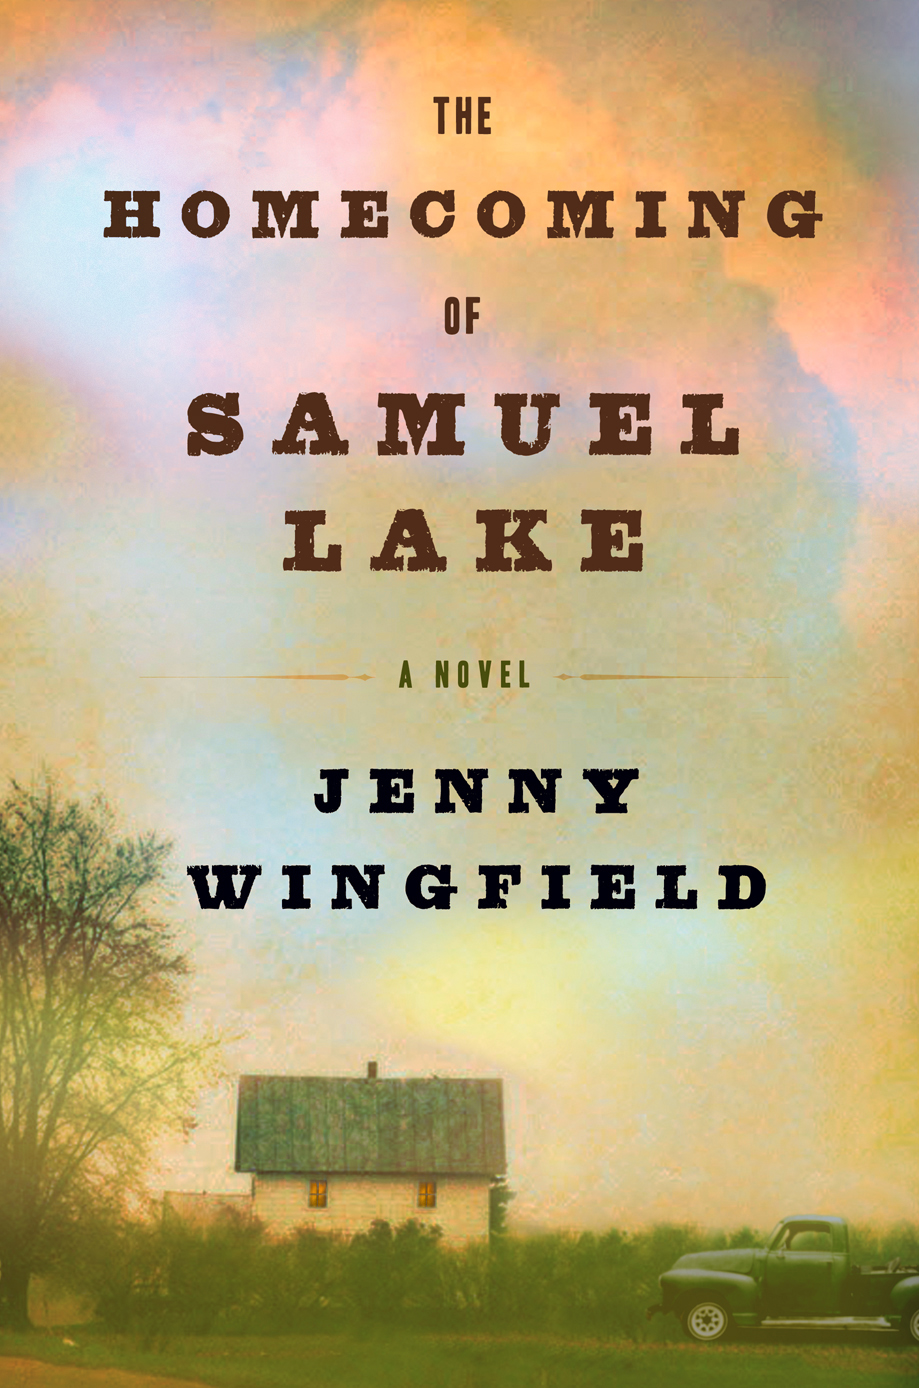 THE
HOMECOMING
OF
SAMUEL
LAKE
A NOVEL
JENNY
WINGFIELD